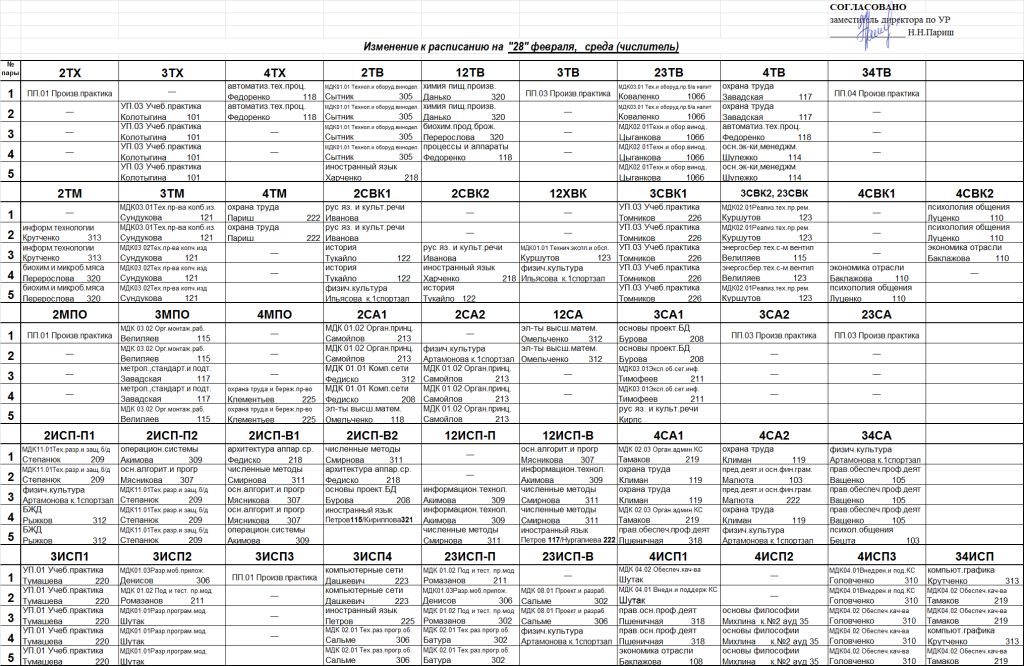 СОГЛАСОВАНО
заместитель директора по УР
Н.Н.Париш
Изменение к расписанию на "28" февраля, среда (числитель)
№ пары 2ТХ 3ТХ 4ТХ 2ТВ 12ТВ 3ТВ 23ТВ 4ТВ 34ТВ
1 ПП.01 Произв.практика — автоматиз.тех.проц. МДК01.01 Технол.и оборуд.винодел. химия пищ.произв. ПП.03 Произв.практика МДК03.01 Тех.и оборуд.пр.б/а напит охрана труда ПП.04 Произв.практика
Федоренко 118 Сытник 305 Данько 320 Коваленко 106б Завадская 117
2 — УП.03 Учеб.практика автоматиз.тех.проц. МДК01.01 Технол.и оборуд.винодел. химия пищ.произв. — МДК03.01 Тех.и оборуд.пр.б/а напит охрана труда —
Колотыгина 101 Федоренко 118 Сытник 305 Данько 320 Коваленко 106б Завадская 117
3 — УП.03 Учеб.практика — МДК01.01 Технол.и оборуд.винодел. биохим.прод.брож. — МДК02.01Техн.и обор.винод. автоматиз.тех.проц. —
Колотыгина 101 Сытник 305 Перерослова 320 Цыганкова 106б Федоренко 118
4 — УП.03 Учеб.практика — МДК01.01 Технол.и оборуд.винодел. процессы и аппараты — МДК02.01Техн.и обор.винод. осн.эк-ки,менеджм. —
Колотыгина 101 Сытник 305 Федоренко 118 Цыганкова 106б Шулежко 114
5 УП.03 Учеб.практика иностранный язык МДК02.01Техн.и обор.винод. осн.эк-ки,менеджм.
Колотыгина 101 Харченко 218 Цыганкова 106б Шулежко 114
2ТМ 3ТМ 4ТМ 2СВК1 2СВК2 12ХВК 3СВК1 3СВК2, 23СВК 4СВК1 4СВК2
1 — МДК03.01Тех.пр-ва колб.из. охрана труда рус яз. и культ.речи — — УП.03 Учеб.практика МДК02.01Реализ.тех.пр.рем. — психология общения
Сундукова 121 Париш 222 Иванова Томников 226 Куршутов 123 Луценко 110
2 информ.технологии МДК03.01Тех.пр-ва колб.из. охрана труда рус яз. и культ.речи — — УП.03 Учеб.практика МДК02.01Реализ.тех.пр.рем. — психология общения
Крутченко 313 Сундукова 121 Париш 222 Иванова Томников 226 Куршутов 123 Луценко 110
3 информ.технологии МДК03.02Тех.пр-ва копч.изд — история рус яз. и культ.речи МДК01.01 Технич.экспл.и обсл. УП.03 Учеб.практика энергосбер.тех.с-м вентил — экономика отрасли
Крутченко 313 Сундукова 121 Тукайло 122 Иванова Куршутов 123 Томников 226 Велиляев 115 Баклажова 110
4 биохим.и микроб.мяса МДК03.02Тех.пр-ва копч.изд — история иностранный язык физич.культура УП.03 Учеб.практика энергосбер.тех.с-м вентил экономика отрасли —
Перерослова 320 Сундукова 121 Тукайло 122 Харченко 218 Ильясова к.1спортзал Томников 226 Велиляев 115 Баклажова 110
5 биохим.и микроб.мяса МДК03.02Тех.пр-ва копч.изд физич.культура история УП.03 Учеб.практика МДК02.01Реализ.тех.пр.рем. психология общения
Перерослова 320 Сундукова 121 Ильясова к.1спортзал Тукайло 122 Томников 226 Куршутов 123 Луценко 110
2МПО 3МПО 4МПО 2СА1 2СА2 12СА 3СА1 3СА2 23СА
1 ПП.01 Произв.практика МДК 03.02 Орг.монтаж.раб. — МДК 01.02 Орган.принц. — эл-ты высш.матем. основы проект.БД ПП.03 Произв.практика ПП.03 Произв.практика
Велиляев 115 Самойлов 213 Омельченко 312 Бурова 208
2 — МДК 03.02 Орг.монтаж.раб. — МДК 01.02 Орган.принц. физич.культура эл-ты высш.матем. основы проект.БД — —
Велиляев 115 Самойлов 213 Артамонова к.1спортзал Омельченко 312 Бурова 208
3 — метрол.,стандарт.и подт. — МДК 01.01 Комп.сети МДК 01.02 Орган.принц. — МДК03.01Эксп.об.сет.инф. — —
Завадская 117 Федиско 312 Самойлов 213 Тимофеев 211
4 — метрол.,стандарт.и подт. охрана труда и береж.пр-во МДК 01.01 Комп.сети МДК 01.02 Орган.принц. — МДК03.01Эксп.об.сет.инф. — —
Завадская 117 Клементьев 225 Федиско 208 Самойлов 213 Тимофеев 211
5 МДК 03.02 Орг.монтаж.раб. охрана труда и береж.пр-во эл-ты высш.матем. МДК 01.02 Орган.принц. рус яз. и культ.речи
Велиляев 115 Клементьев 225 Омельченко 118 Самойлов 213 Кирпс
2ИСП-П1 2ИСП-П2 2ИСП-В1 2ИСП-В2 12ИСП-П 12ИСП-В 4СА1 4СА2 34СА
1 МДК11.01Тех.разр.и защ.б/д операцион.системы архитектура аппар.ср. численные методы — осн.алгорит.и прогр МДК 02.03 Орган.админ.КС охрана труда физич.культура
Степанок 209 Акимова 309 Федиско 218 Смирнова 311 Мясникова 307 Тамаков 219 Климан 119 Артамонова к.1спортзал
2 МДК11.01Тех.разр.и защ.б/д осн.алгорит.и прогр численные методы архитектура аппар.ср. — информацион.технол. охрана труда пред.деят.и осн.фин.грам. прав.обеспеч.проф.деят
Степанок 209 Мясникова 307 Смирнова 311 Федиско 218 Акимова 309 Климан 119 Малюта 103 Ващенко 105
3 физич.культура МДК11.01Тех.разр.и защ.б/д осн.алгорит.и прогр основы проект.БД информацион.технол. численные методы охрана труда пред.деят.и осн.фин.грам. прав.обеспеч.проф.деят
Артамонова к.1спортзал Степанок 209 Мясникова 307 Бурова 208 Акимова 309 Смирнова 311 Климан 119 Малюта 222 Ващенко 105
4 БЖД МДК11.01Тех.разр.и защ.б/д осн.алгорит.и прогр иностранный язык информацион.технол. численные методы МДК 02.03 Орган.админ.КС охрана труда прав.обеспеч.проф.деят
Рыжков 312 Степанок 209 Мясникова 307 Петров115/Кириллова321 Акимова 309 Смирнова 311 Тамаков 219 Климан 119 Ващенко 105
5 БЖД МДК11.01Тех.разр.и защ.б/д операцион.системы численные методы иностранный язык прав.обеспеч.проф.деят физич.культура психол.общения
Рыжков 312 Степанок 209 Акимова 309 Смирнова 311 Петров 117/Нургалиева 222 Пшеничная 318 Артамонова к.1спортзал Бешта 103
3ИСП1 3ИСП2 3ИСП3 3ИСП4 23ИСП-П 23ИСП-В 4ИСП1 4ИСП2 4ИСП3 34ИСП
1 УП.01 Учеб.практика МДК01.03Разр.моб.прилож. ПП.01 Произв.практика компьютерные сети МДК 01.02 Под и тест. пр.мод — МДК 04.02 Обеспеч.кач-ва — МДК04.01Внедрен.и под.КС компьют.графика
Тумашева 220 Денисов 306 Дашкевич 223 Ромазанов 211 Шутак Головченко 310 Крутченко 313
2 УП.01 Учеб.практика МДК 01.02 Под и тест. пр.мод — компьютерные сети МДК01.03Разр.моб.прилож. МДК 08.01 Проект и разраб. МДК 04.01 Внедн.и поддерж КС — МДК04.01Внедрен.и под.КС МДК04.02 Обеспеч.кач-ва
Тумашева 220 Ромазанов 211 Дашкевич 223 Денисов 306 Сальме 302 Шутак Головченко 310 Тамаков 219
3 УП.01 Учеб.практика МДК01.01Разр.програм.мод. — иностранный язык МДК 01.02 Под и тест. пр.мод МДК 08.01 Проект и разраб. прав.осн.проф.деят основы философии МДК04.02 Обеспеч.кач-ва МДК04.02 Обеспеч.кач-ва
Тумашева 220 Шутак Петров 225 Ромазанов 302 Сальме 306 Пшеничная 318 Михлина к.№2 ауд 35 Головченко 310 Тамаков 219
4 УП.01 Учеб.практика МДК01.01Разр.програм.мод. — МДК 02.01 Тех.разр.прогр.об. МДК 02.01 Тех.разр.прогр.об. физич.культура прав.осн.проф.деят основы философии МДК04.02 Обеспеч.кач-ва компьют.графика
Тумашева 220 Шутак Сальме 306 Батура 302 Артамонова к.1спортзал Пшеничная 318 Михлина к.№2 ауд 35 Головченко 310 Крутченко 313
5 УП.01 Учеб.практика МДК01.01Разр.програм.мод. МДК 02.01 Тех.разр.прогр.об. МДК 02.01 Тех.разр.прогр.об. экономика отрасли основы философии МДК04.02 Обеспеч.кач-ва МДК04.02 Обеспеч.кач-ва
Тумашева 220 Шутак Сальме 306 Батура 302 Баклажова 108 Михлина к.№2 ауд 35 Головченко 310 Тамаков 219